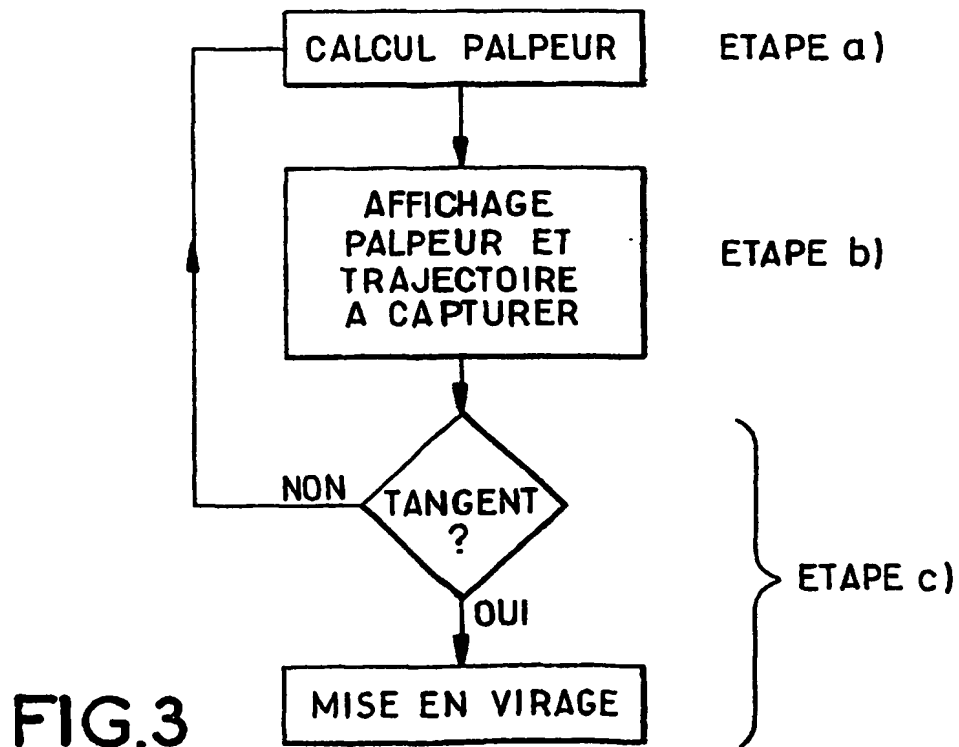 CALCUL PALPEUR
ETAPE a)
AFFICHAGE
PALPEUR ET
TRAJECTOIRE
A CAPTURER
ETAPE b)
NON
TANGENT
?
ETAPE c)
OUI
MISE EN VIRAGE
FIG.3